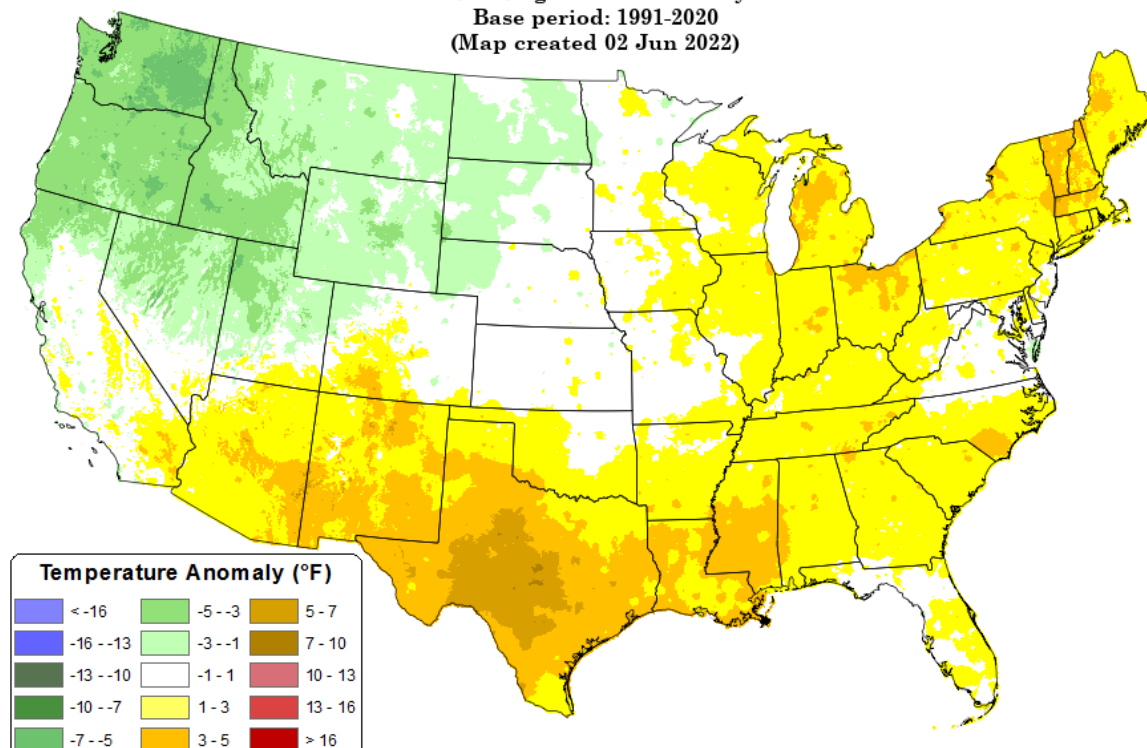 Base period: 1991-2020
(Map created 02 Jun 2022)
Temperature Anomaly (°F)
< -16
-5 - -3
5 - 7
-16 - -13
-3 - -1
7 - 10
-13 - -10
-1 - 1
10 - 13
-10 - -7
1 - 3
13 - 16
-7 - -5
3 - 5
> 16